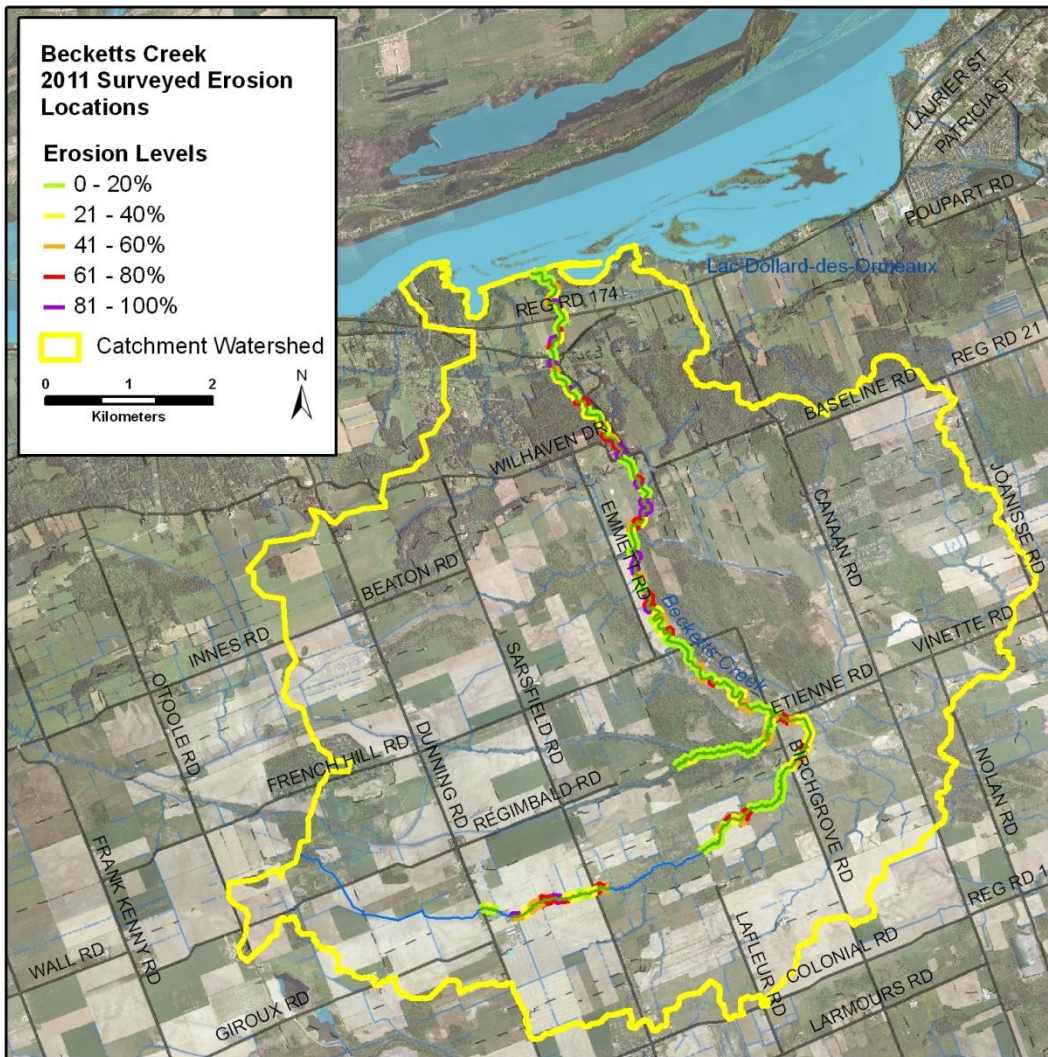 Becketts Creek
2011 Surveyed Erosion
Locations
Erosion Levels
0 - 20%
21 - 40%
41 - 60%
61 - 80%
81 - 100%
Catchment Watershed
0 1 2
Kilometers
N
LAURIER ST
PATRICIA ST
POUPART RD
Lac Dollard-des-Ormeaux
REG RD 174
REG RD 21
BASELINE RD
WILHAVEN DR
JOANISSE RD
CANAAN RD
EMMETT RD
BEATON RD
Becketts Creek
VINETTE RD
INNES RD
SARSFIELD RD
ETIENNE RD
O'TOOLE RD
DUNNING RD
FRENCH HILL RD
BIRCHGROVE RD
NOLAN RD
REGIMBALD RD
FRANK KENNY RD
REG RD 1
WALL RD
LAFLEUR RD
COLONIAL RD
GIROUX RD
LARMOURS RD